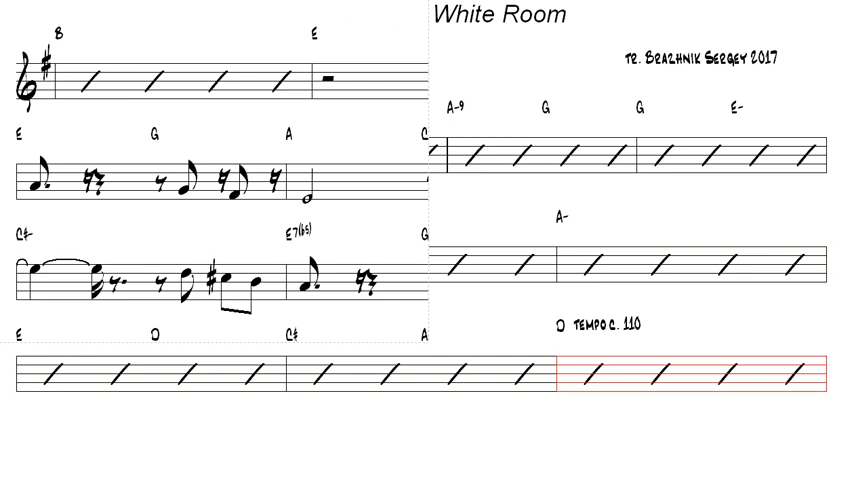 White Room
B E
TR. BRAZHNIK SERGEY 2017
A-9 G G E-
E G A C
A-
C#- E7(b5) G
D TEMPO C. 110
E D C# A